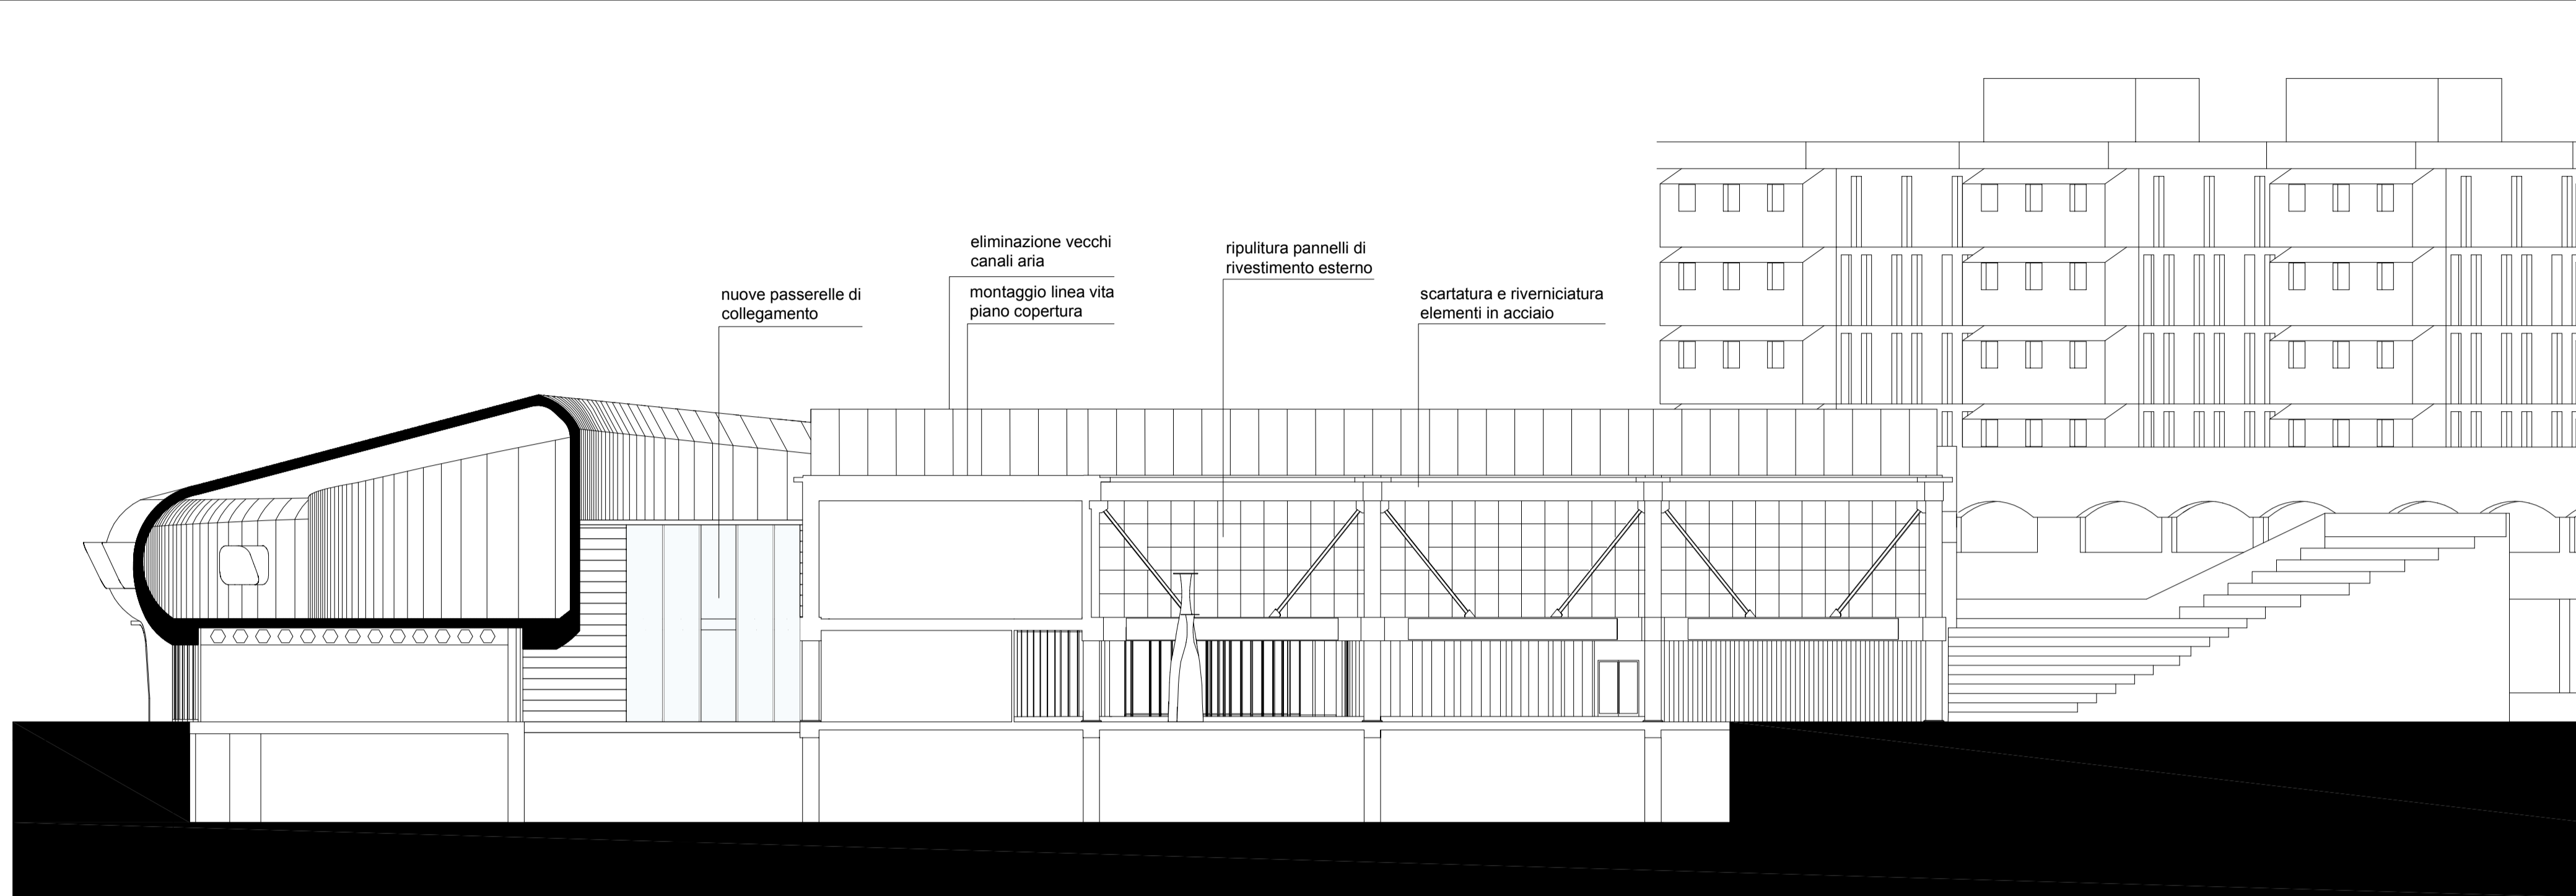 eliminazione vecchi
canali aria
montaggio linea vita
piano copertura
ripulitura pannelli di
rivestimento esterno
nuove passerelle di
collegamento
scartatura e riverniciatura
elementi in acciaio